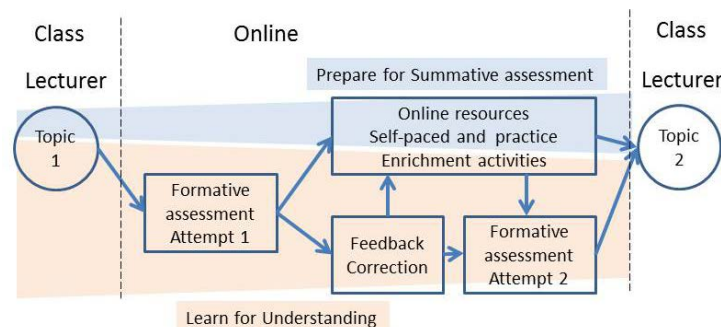 Class
Lecturer
Online
Class
Lecturer
Prepare for Summative assessment
Topic
1
Online resources
Self-paced and practice
Enrichment activities
Topic
2
Formative
assessment
Attempt 1
Feedback
Correction
Formative
assessment
Attempt 2
Learn for Understanding